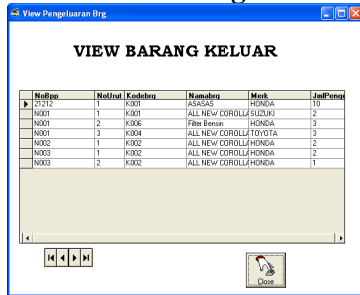 View Pengeluaran Brg
VIEW BARANG KELUAR
NoBpp NoUrut Kodebrg Namabrg Merk JmlPenge
21212 1 K001 ASASAS HONDA 10
N001 1 K001 ALL NEW COROLLA SUZUKI 2
N001 2 K006 Filter Bensin HONDA 3
N001 3 K004 ALL NEW COROLLA TOYOTA 3
N002 1 K002 ALL NEW COROLLA HONDA 2
N003 1 K002 ALL NEW COROLLA HONDA 2
N003 2 K002 ALL NEW COROLLA HONDA 1
Close